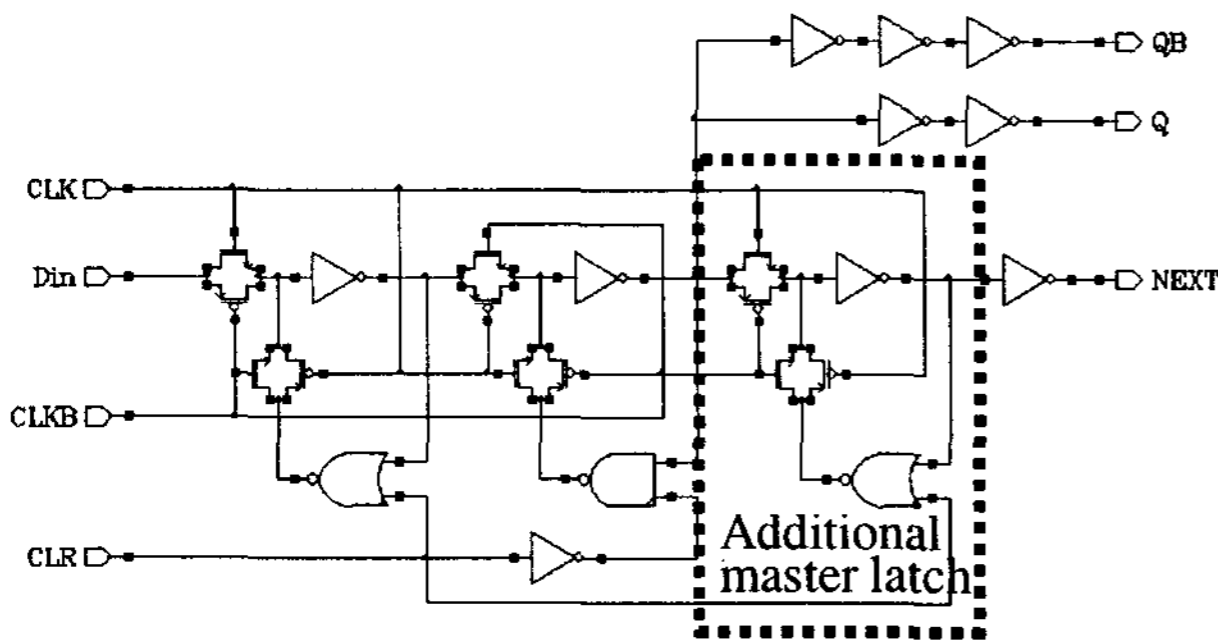 QB
Q
CLK
Din
NEXT
CLKB
CLR
Additional
master latch